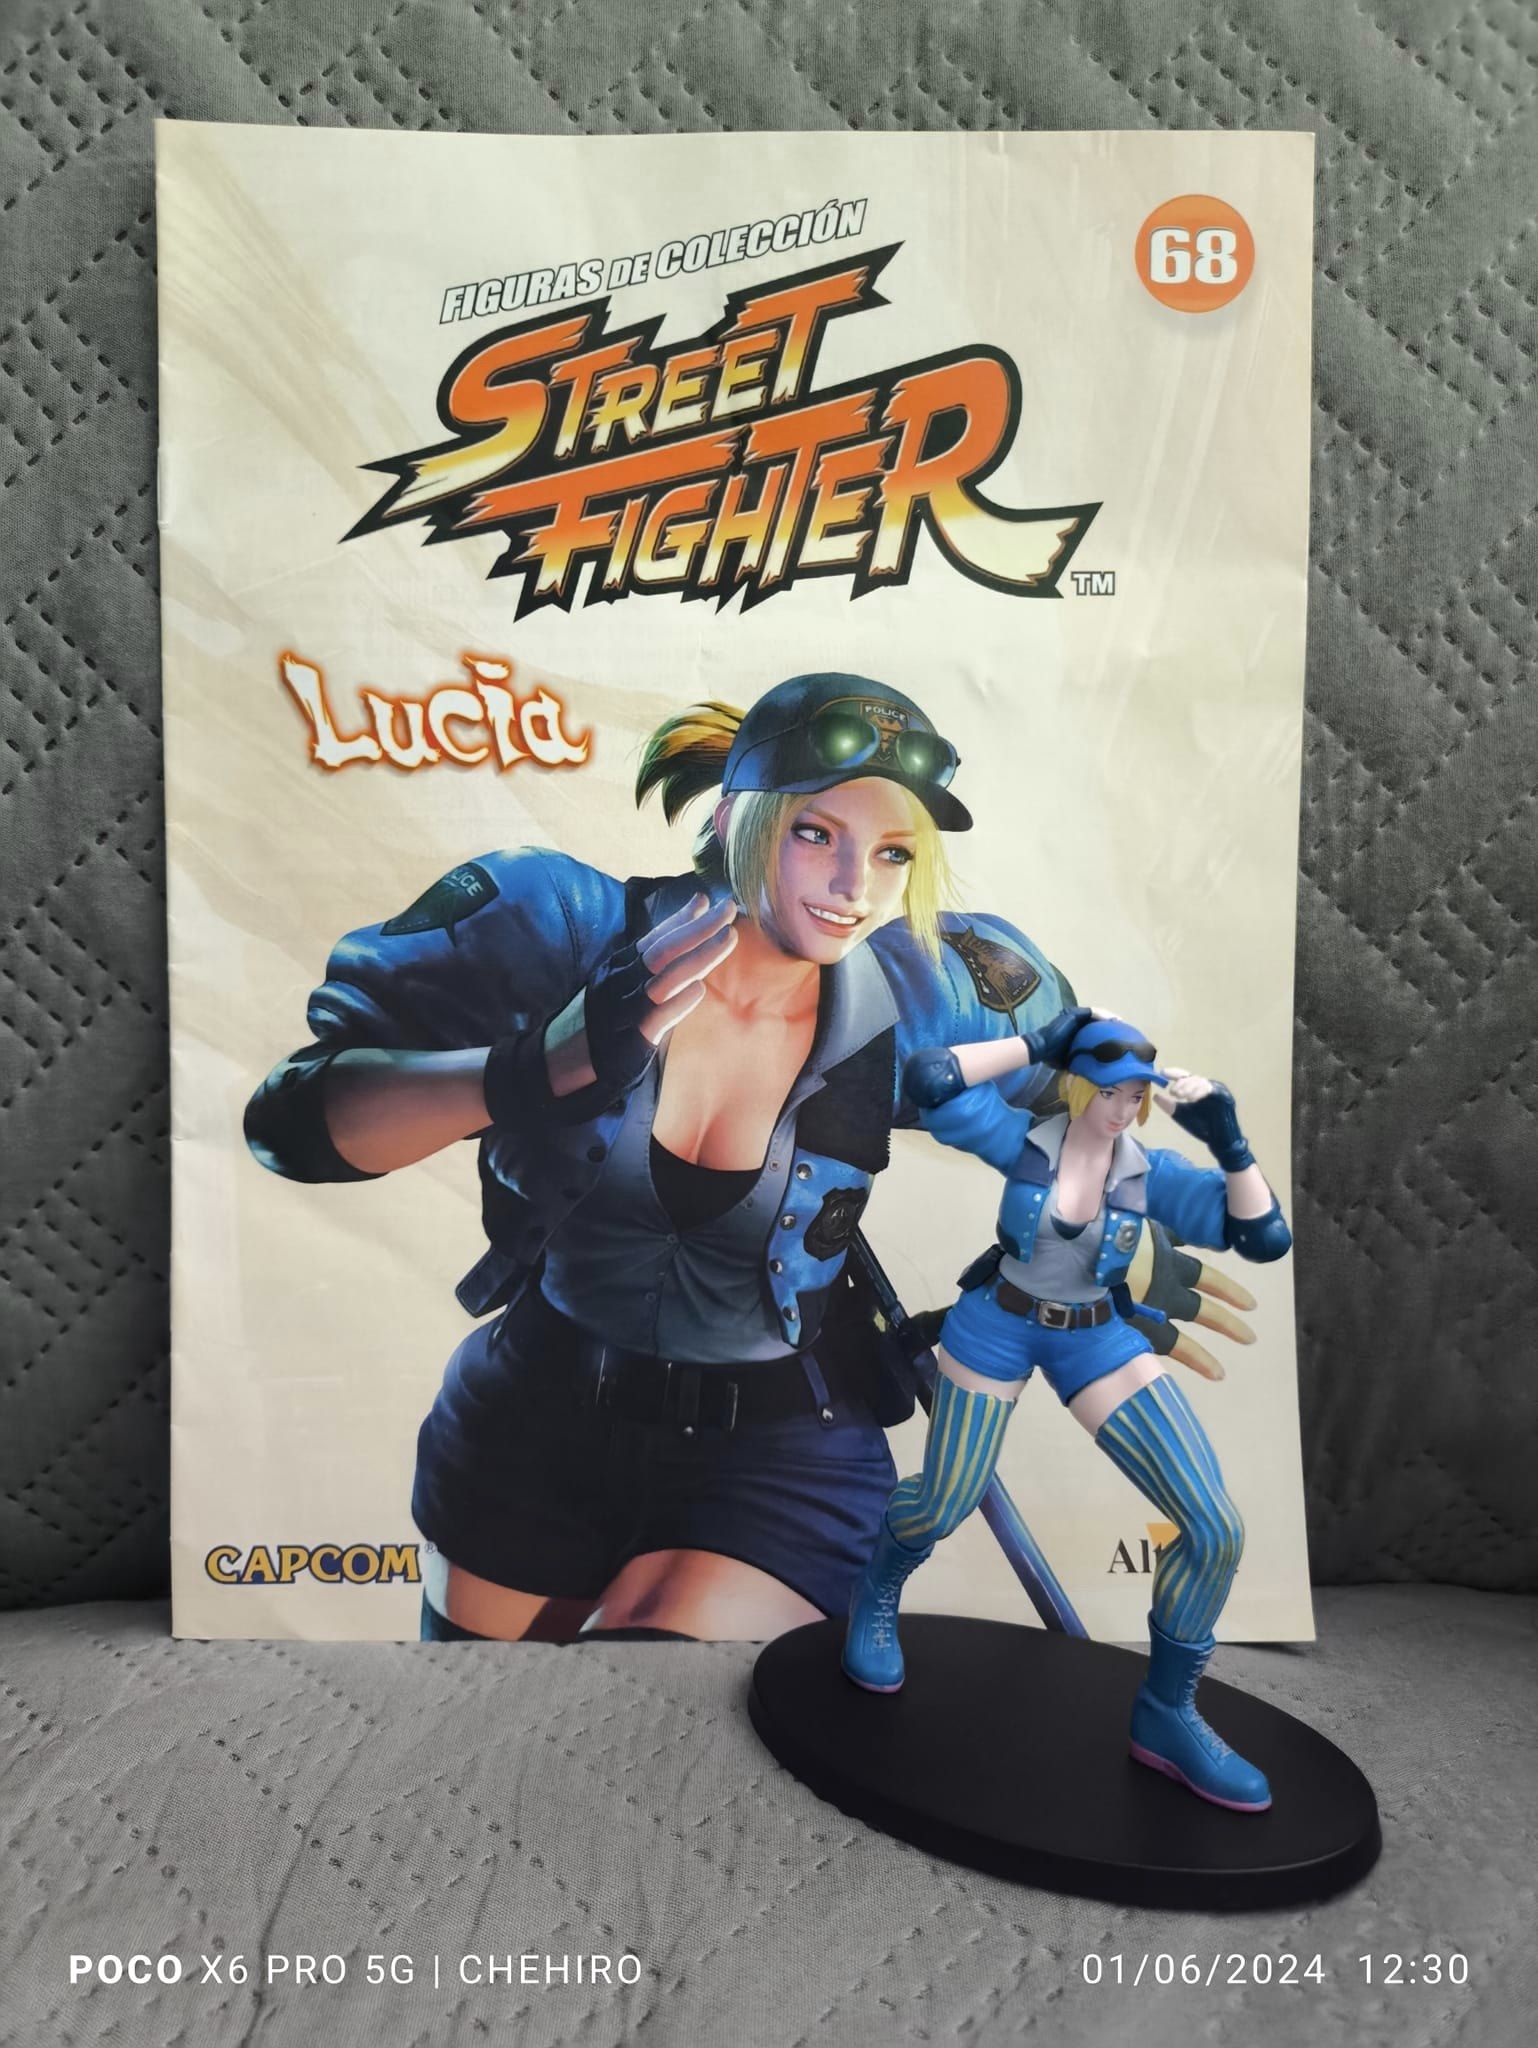 FIGURAS DE COLECCIÓN
68
STREET
FIGHTER
TM
Lucia
POLICE
CAPCOM®
POCO X6 PRO 5G | CHEHIRO
01/06/2024 12:30